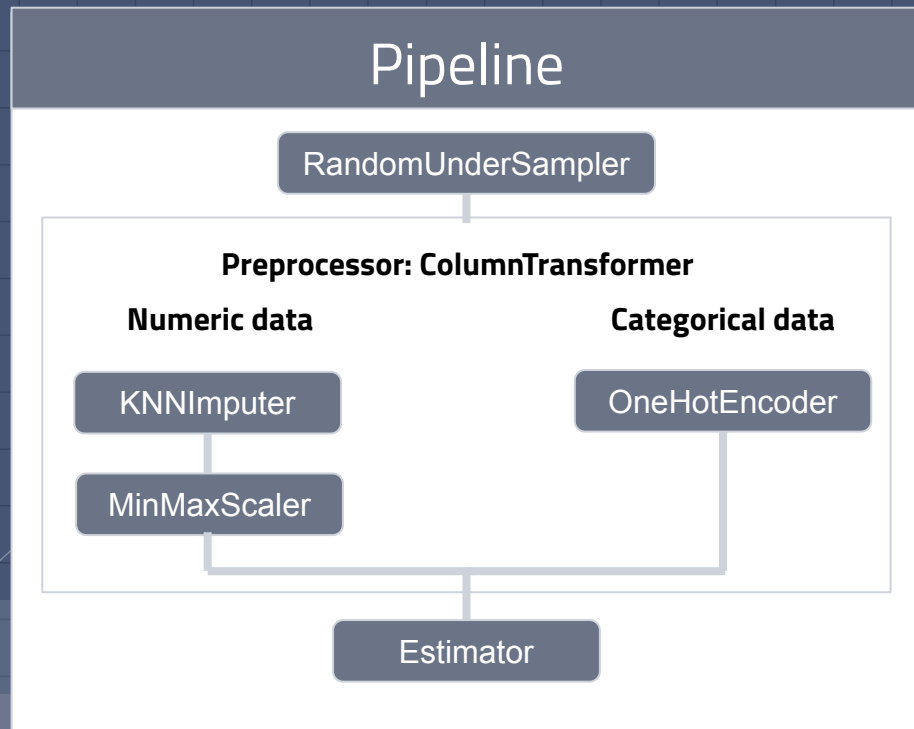 Pipeline
RandomUnderSampler
Preprocessor: ColumnTransformer
Numeric data
Categorical data
KNNImputer
OneHotEncoder
MinMaxScaler
Estimator